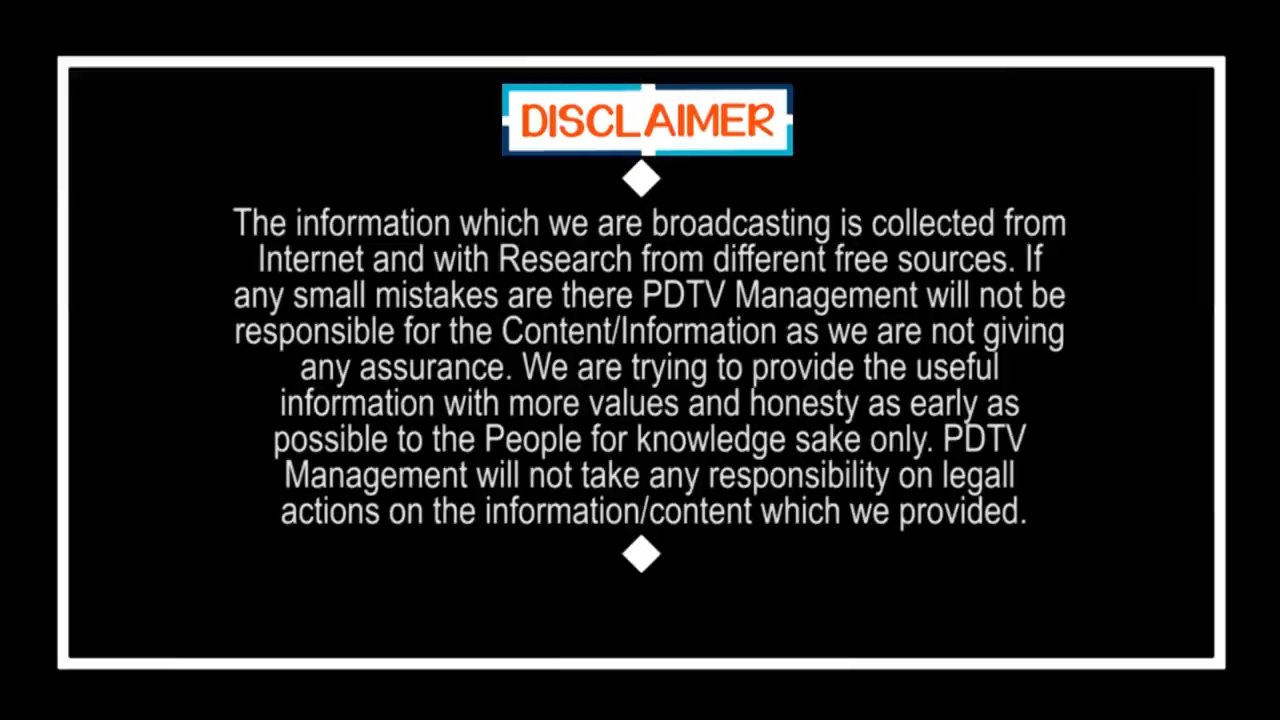 DISCLAIMER
The information which we are broadcasting is collected from
Internet and with Research from different free sources. If
any small mistakes are there PDTV Management will not be
responsible for the Content/Information as we are not giving
any assurance. We are trying to provide the useful
information with more values and honesty as early as
possible to the People for knowledge sake only. PDTV
Management will not take any responsibility on legall
actions on the information/content which we provided.